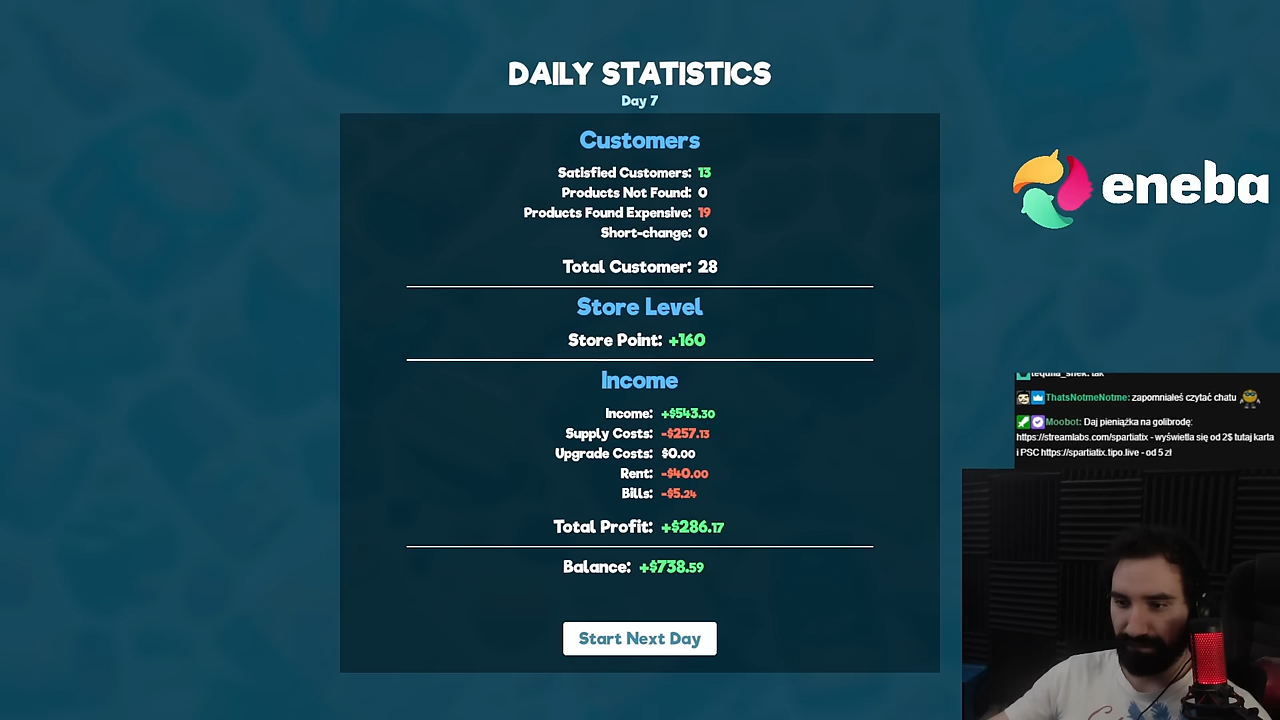 DAILY STATISTICS
Day 7
Customers
Satisfied Customers: 13
Products Not Found: 0
Products Found Expensive: 19
Short-change: 0
Total Customer: 28
Store Level
Store Point: +160
Income
Income: +$543.30
Supply Costs: -$257.13
Upgrade Costs: $0.00
Rent: -$40.00
Bills: -$5.24
Total Profit: +$286.17
Balance: +$738.59
Start Next Day
eneba
tequila_shek: tak
ThatsNotmeNotme: zapomniałeś czytać chatu
Moobot: Daj pieniążka na golibrodę:
https://streamlabs.com/spartiatix - wyświetla się od 2$ tutaj karta
i PSC https://spartiatix.tipo.live - od 5 zł